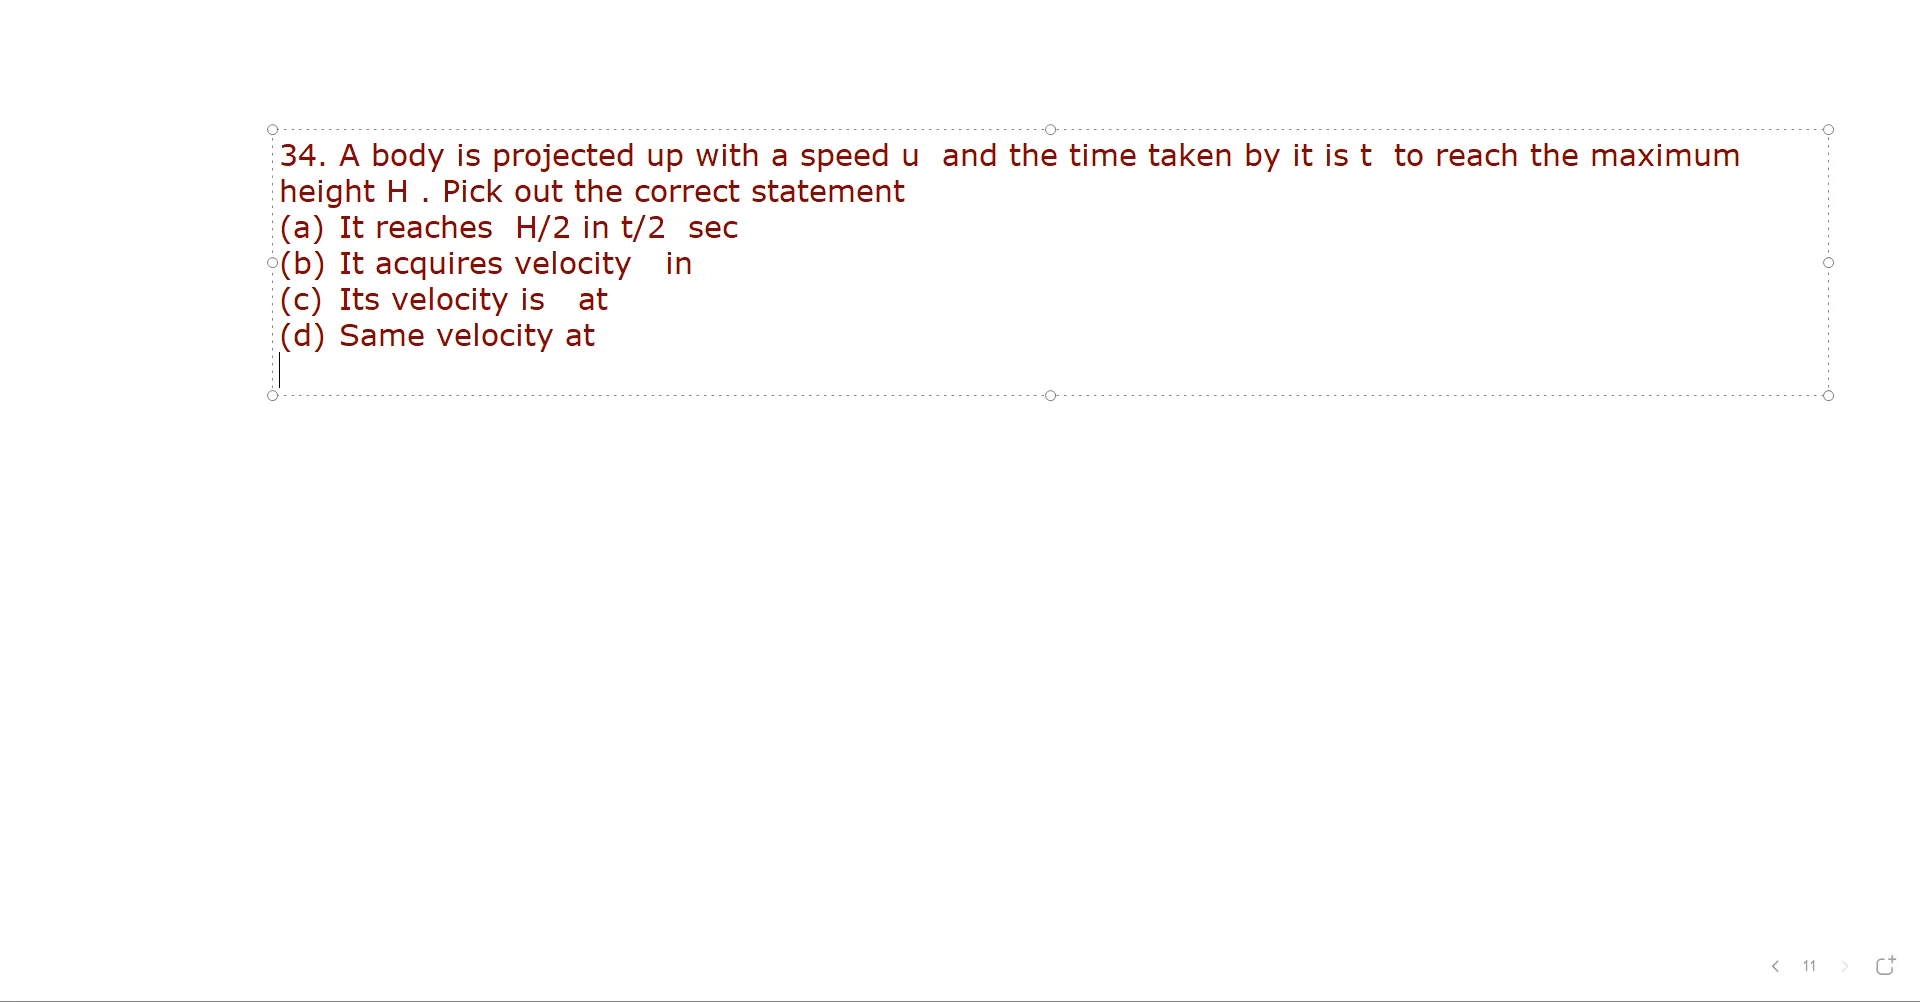 34. A body is projected up with a speed u and the time taken by it is t to reach the maximum
height H . Pick out the correct statement
(a) It reaches H/2 in t/2 sec
(b) It acquires velocity in
(c) Its velocity is at
(d) Same velocity at
11